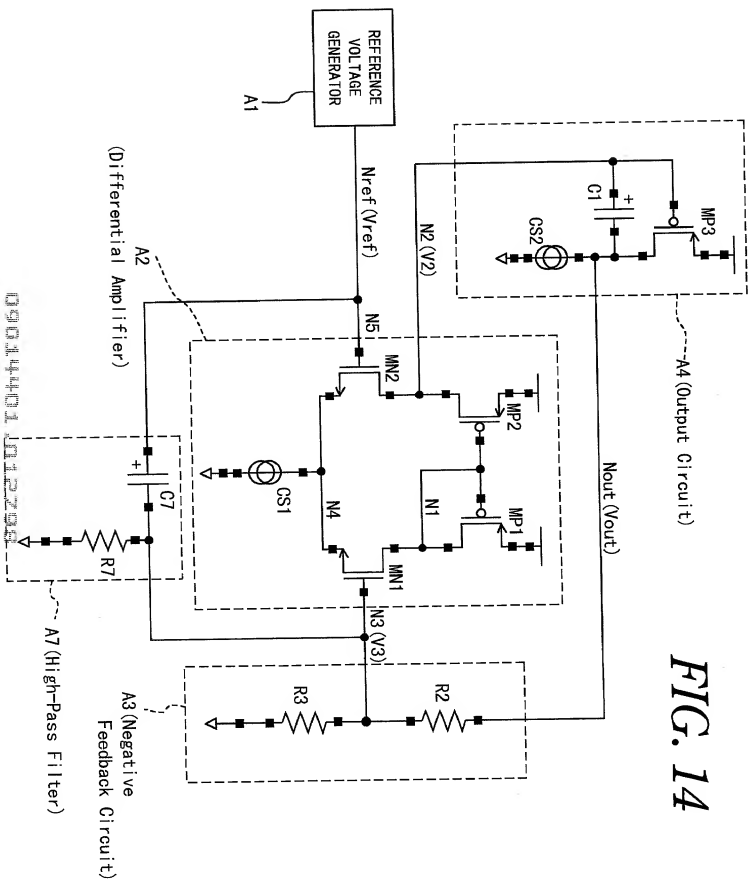 FIG. 14
A4(Output Circuit)
Nout(Vout)
MP3
C1
+
CS2
MP2
MP1
R2
N2(V2)
N1
REFERENCE
VOLTAGE
GENERATOR
A1
Nref(Vref)
N5
MN2
MN1
N3(V3)
N4
CS1
R3
A2
(Differential Amplifier)
A3(Negative
Feedback Circuit)
C7
+
R7
A7(High-Pass Filter)
09014401.012798